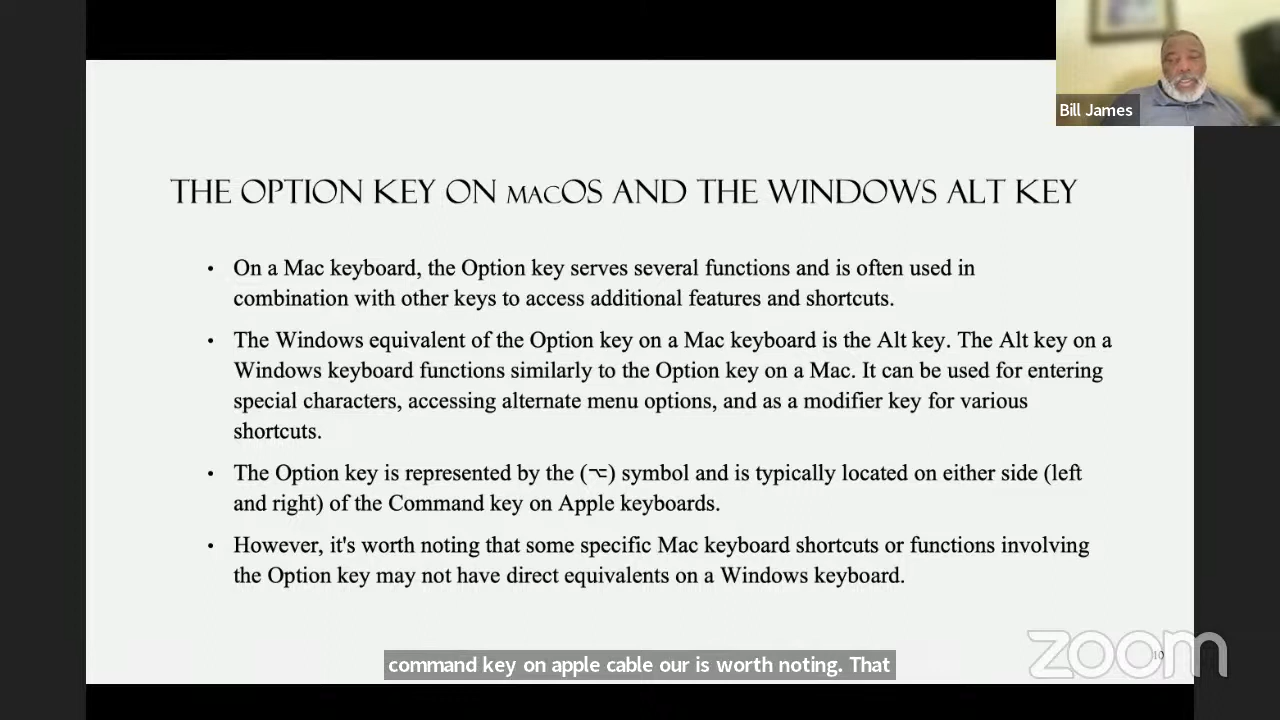 Bill James
THE OPTION KEY ON MACOS AND THE WINDOWS ALT KEY
• On a Mac keyboard, the Option key serves several functions and is often used in
combination with other keys to access additional features and shortcuts.
• The Windows equivalent of the Option key on a Mac keyboard is the Alt key. The Alt key on a
Windows keyboard functions similarly to the Option key on a Mac. It can be used for entering
special characters, accessing alternate menu options, and as a modifier key for various
shortcuts.
• The Option key is represented by the (⌥) symbol and is typically located on either side (left
and right) of the Command key on Apple keyboards.
• However, it's worth noting that some specific Mac keyboard shortcuts or functions involving
the Option key may not have direct equivalents on a Windows keyboard.
zoom
10
command key on apple cable our is worth noting. That